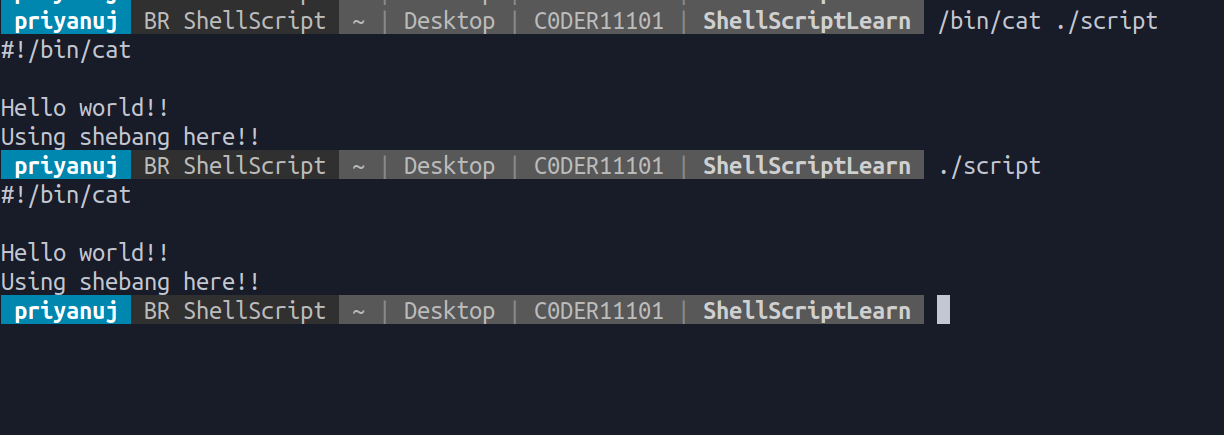 priyanuj BR ShellScript ~ | Desktop | C0DER11101 | ShellScriptLearn /bin/cat ./script
#!/bin/cat
Hello world!!
Using shebang here!!
priyanuj BR ShellScript ~ | Desktop | C0DER11101 | ShellScriptLearn ./script
#!/bin/cat
Hello world!!
Using shebang here!!
priyanuj BR ShellScript ~ | Desktop | C0DER11101 | ShellScriptLearn